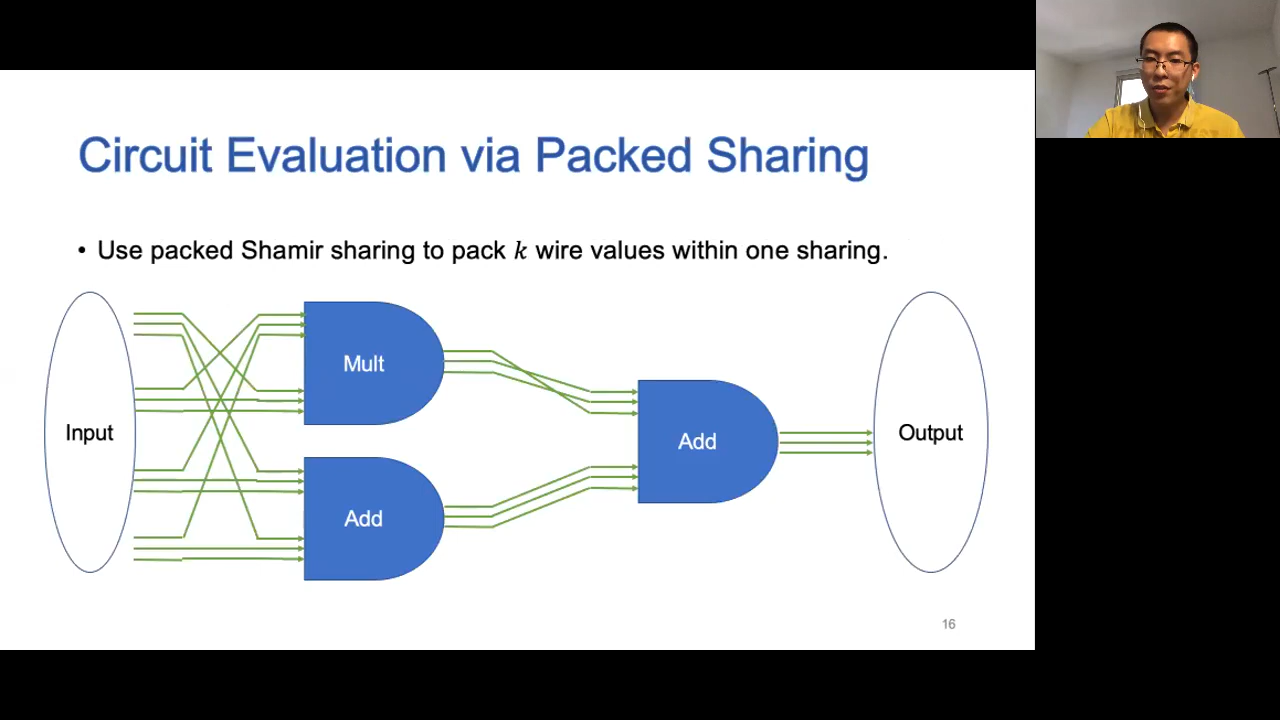 Circuit Evaluation via Packed Sharing
• Use packed Shamir sharing to pack k wire values within one sharing.
Mult
Input
Add
Output
Add
16